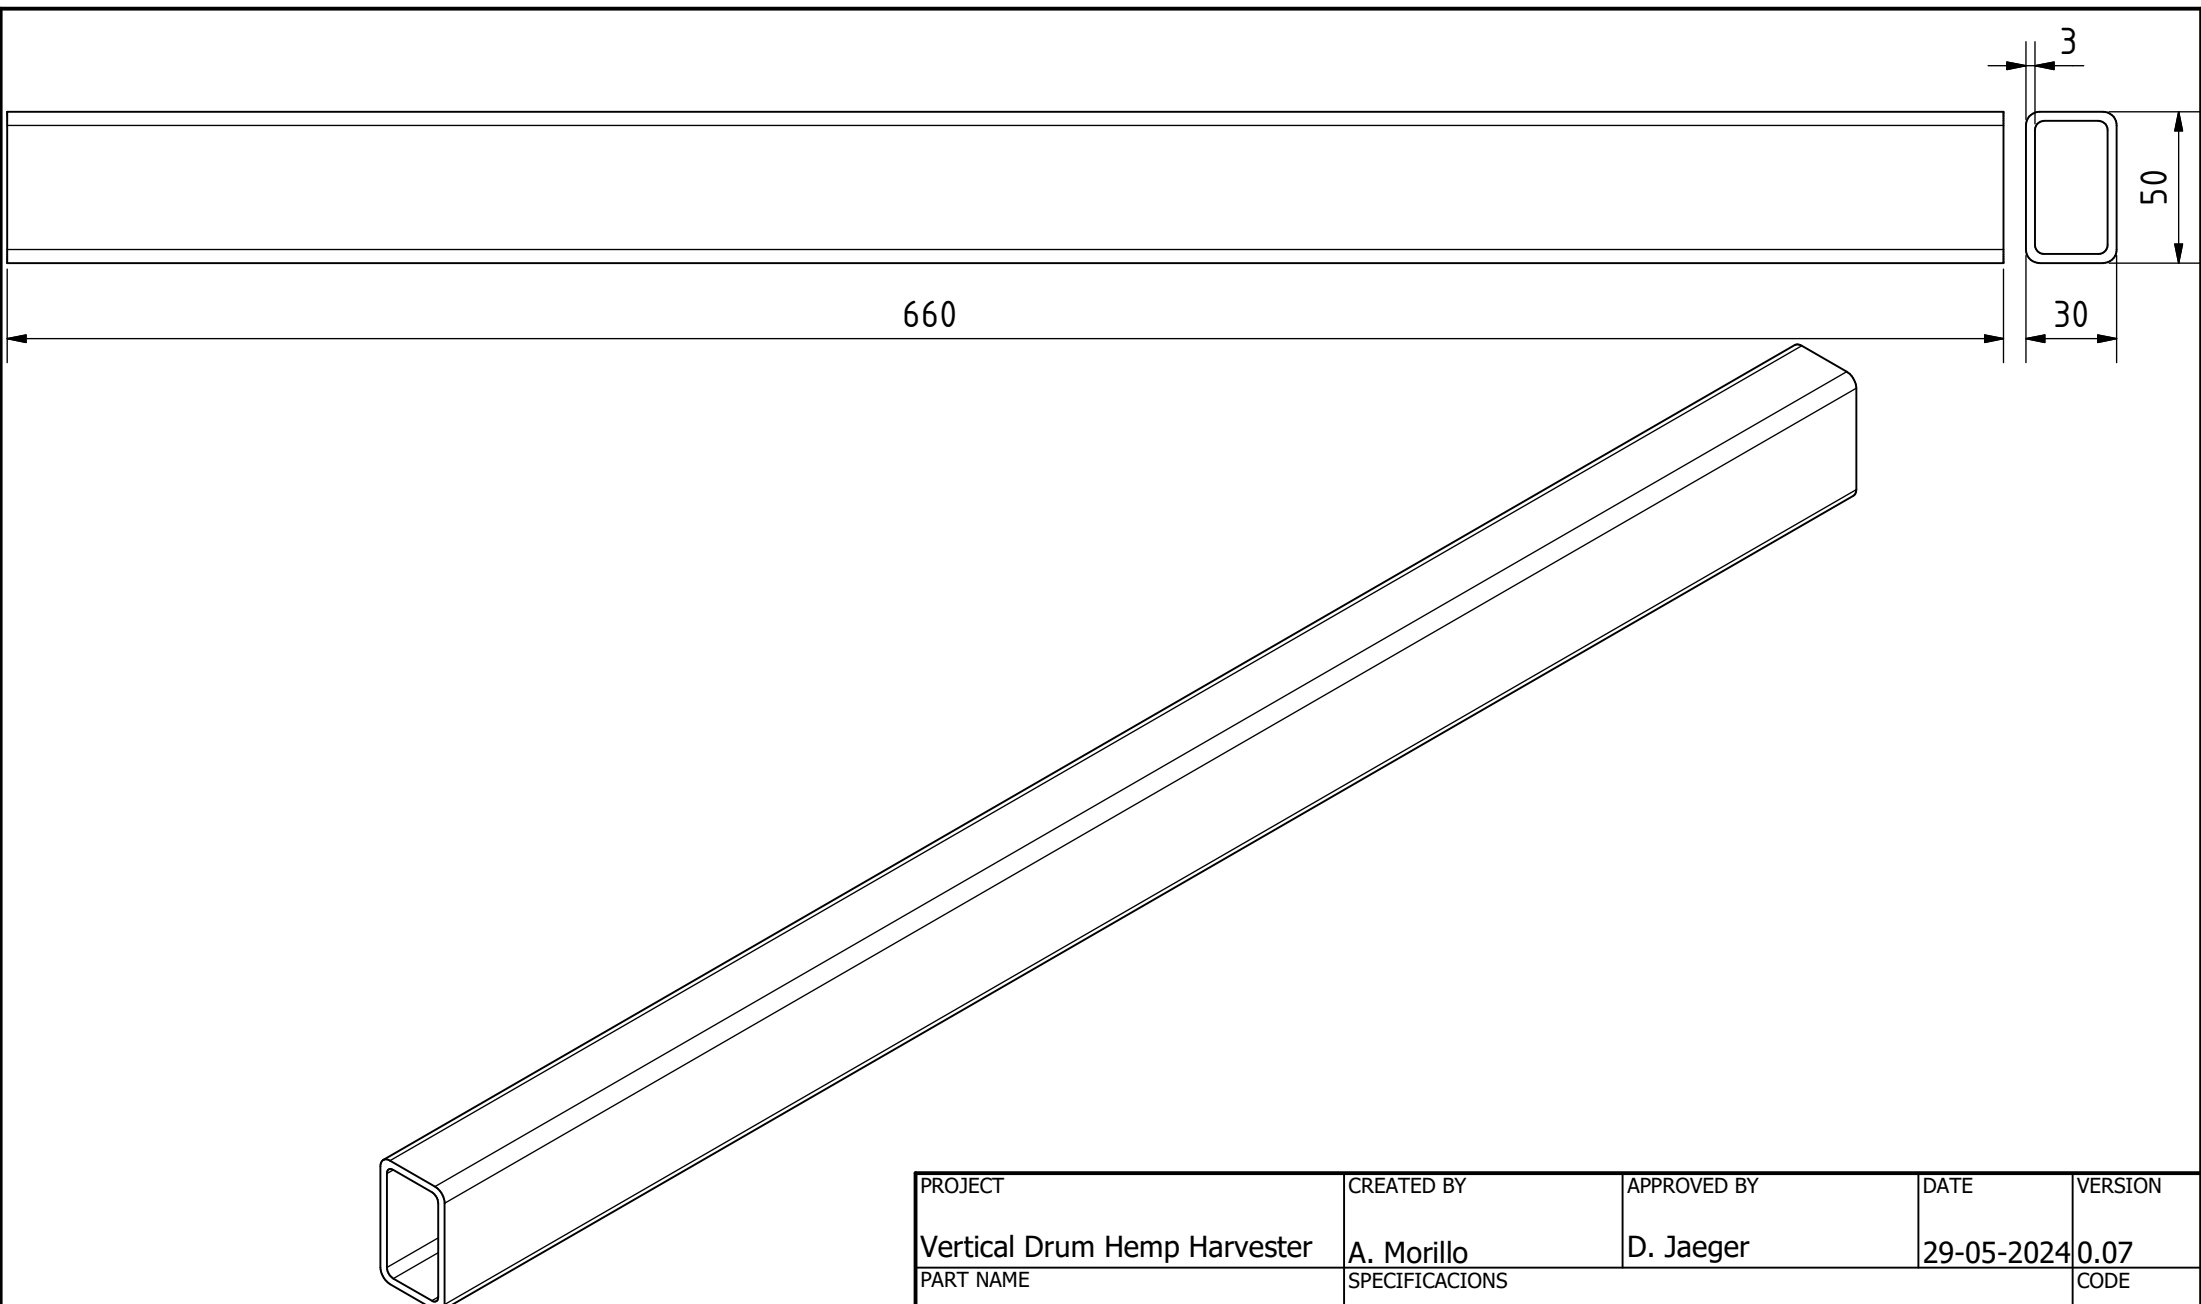 3
50
660
30
PROJECT
CREATED BY
APPROVED BY
DATE
VERSION
Vertical Drum Hemp Harvester
A. Morillo
D. Jaeger
29-05-2024
0.07
PART NAME
SPECIFICACIONS
CODE